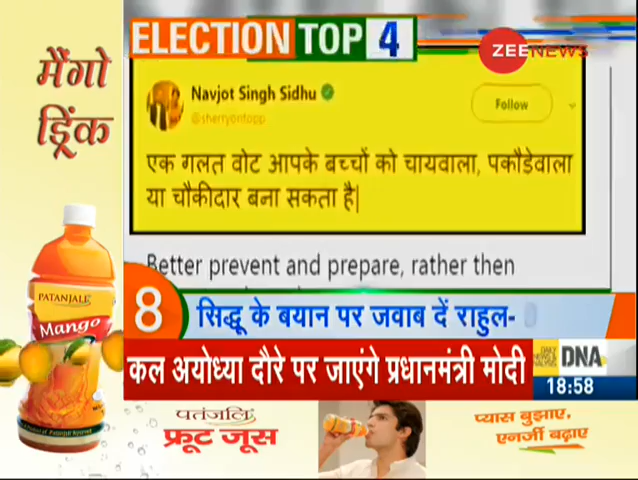 मैंगो
ड्रिंक
ELECTION TOP 4
ZEE NEWS
Navjot Singh Sidhu
@sherryontopp
Follow
एक गलत वोट आपके बच्चों को चायवाला, पकौडेवाला
या चौकीदार बना सकता है
Better prevent and prepare, rather then
8 सिद्धू के बयान पर जवाब दें राहुल-
कल अयोध्या दौरे पर जाएंगे प्रधानमंत्री मोदी
DNA
18:58
PATANJALI
Mango
पतंजलि
फ्रूट जूस
प्यास बुझाए,
एनर्जी बढ़ाए